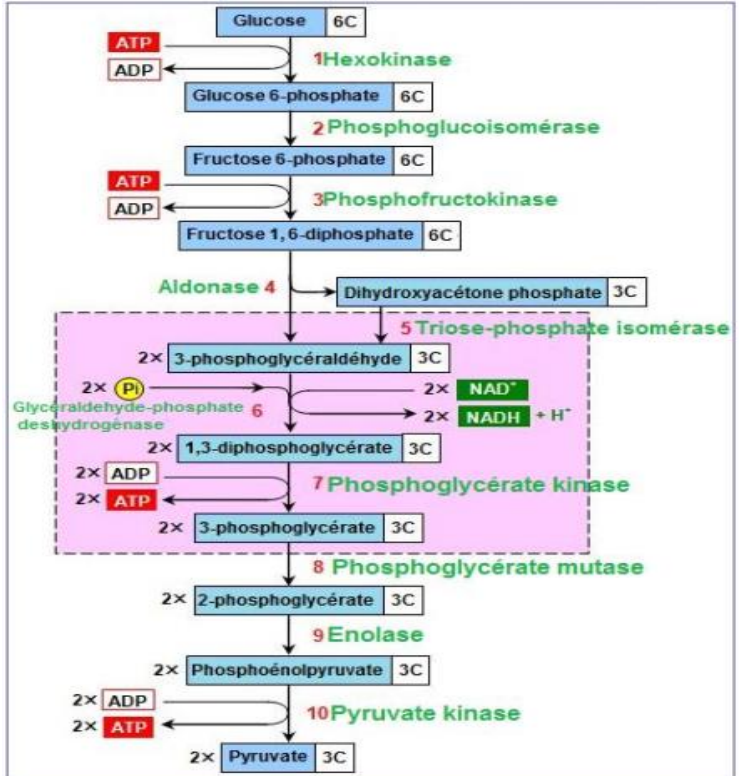 Glucose 6C
ATP
ADP
1 Hexokinase
Glucose 6-phosphate 6C
2 Phosphoglucoisomérase
Fructose 6-phosphate 6C
ATP
ADP
3 Phosphofructokinase
Fructose 1, 6-diphosphate 6C
Aldonase 4
Dihydroxyacétone phosphate 3C
5 Triose-phosphate isomérase
2× 3-phosphoglycéraldéhyde 3C
2× Pi
2× NAD⁺
Glycéraldehyde-phosphate
deshydrogénase
6
2× NADH + H⁺
2× 1,3-diphosphoglycérate 3C
2× ADP
2× ATP
7 Phosphoglycérate kinase
2× 3-phosphoglycérate 3C
8 Phosphoglycérate mutase
2× 2-phosphoglycérate 3C
9 Enolase
2× Phosphoénolpyruvate 3C
2× ADP
2× ATP
10 Pyruvate kinase
2× Pyruvate 3C